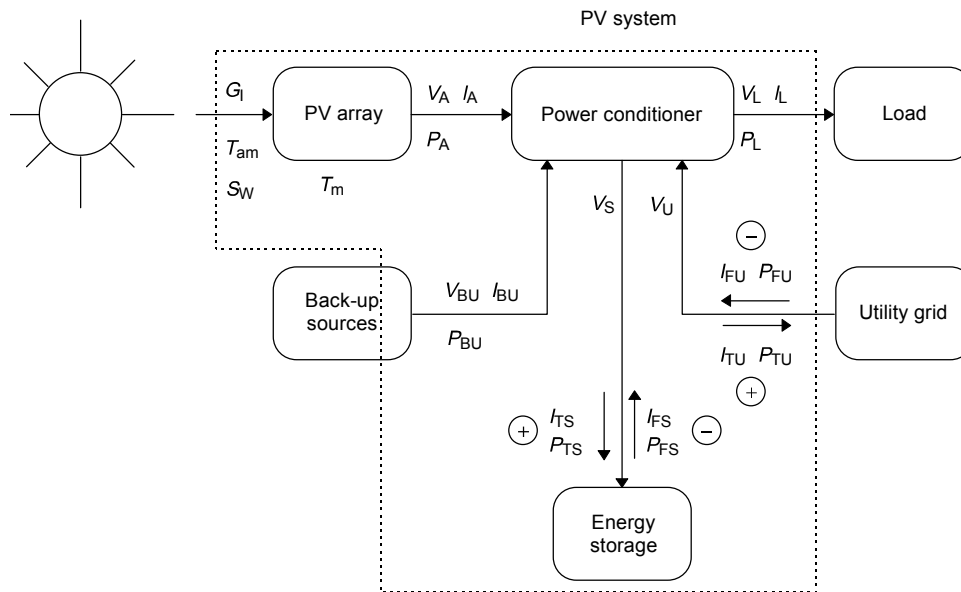 PV system
G_I
T_am
S_W
PV array
T_m
V_A I_A
P_A
Power conditioner
V_L I_L
P_L
Load
V_S
V_U
Back-up
sources
V_BU I_BU
P_BU
−
I_FU P_FU
I_TU P_TU
+
Utility grid
+
I_TS
P_TS
I_FS
P_FS
−
Energy
storage